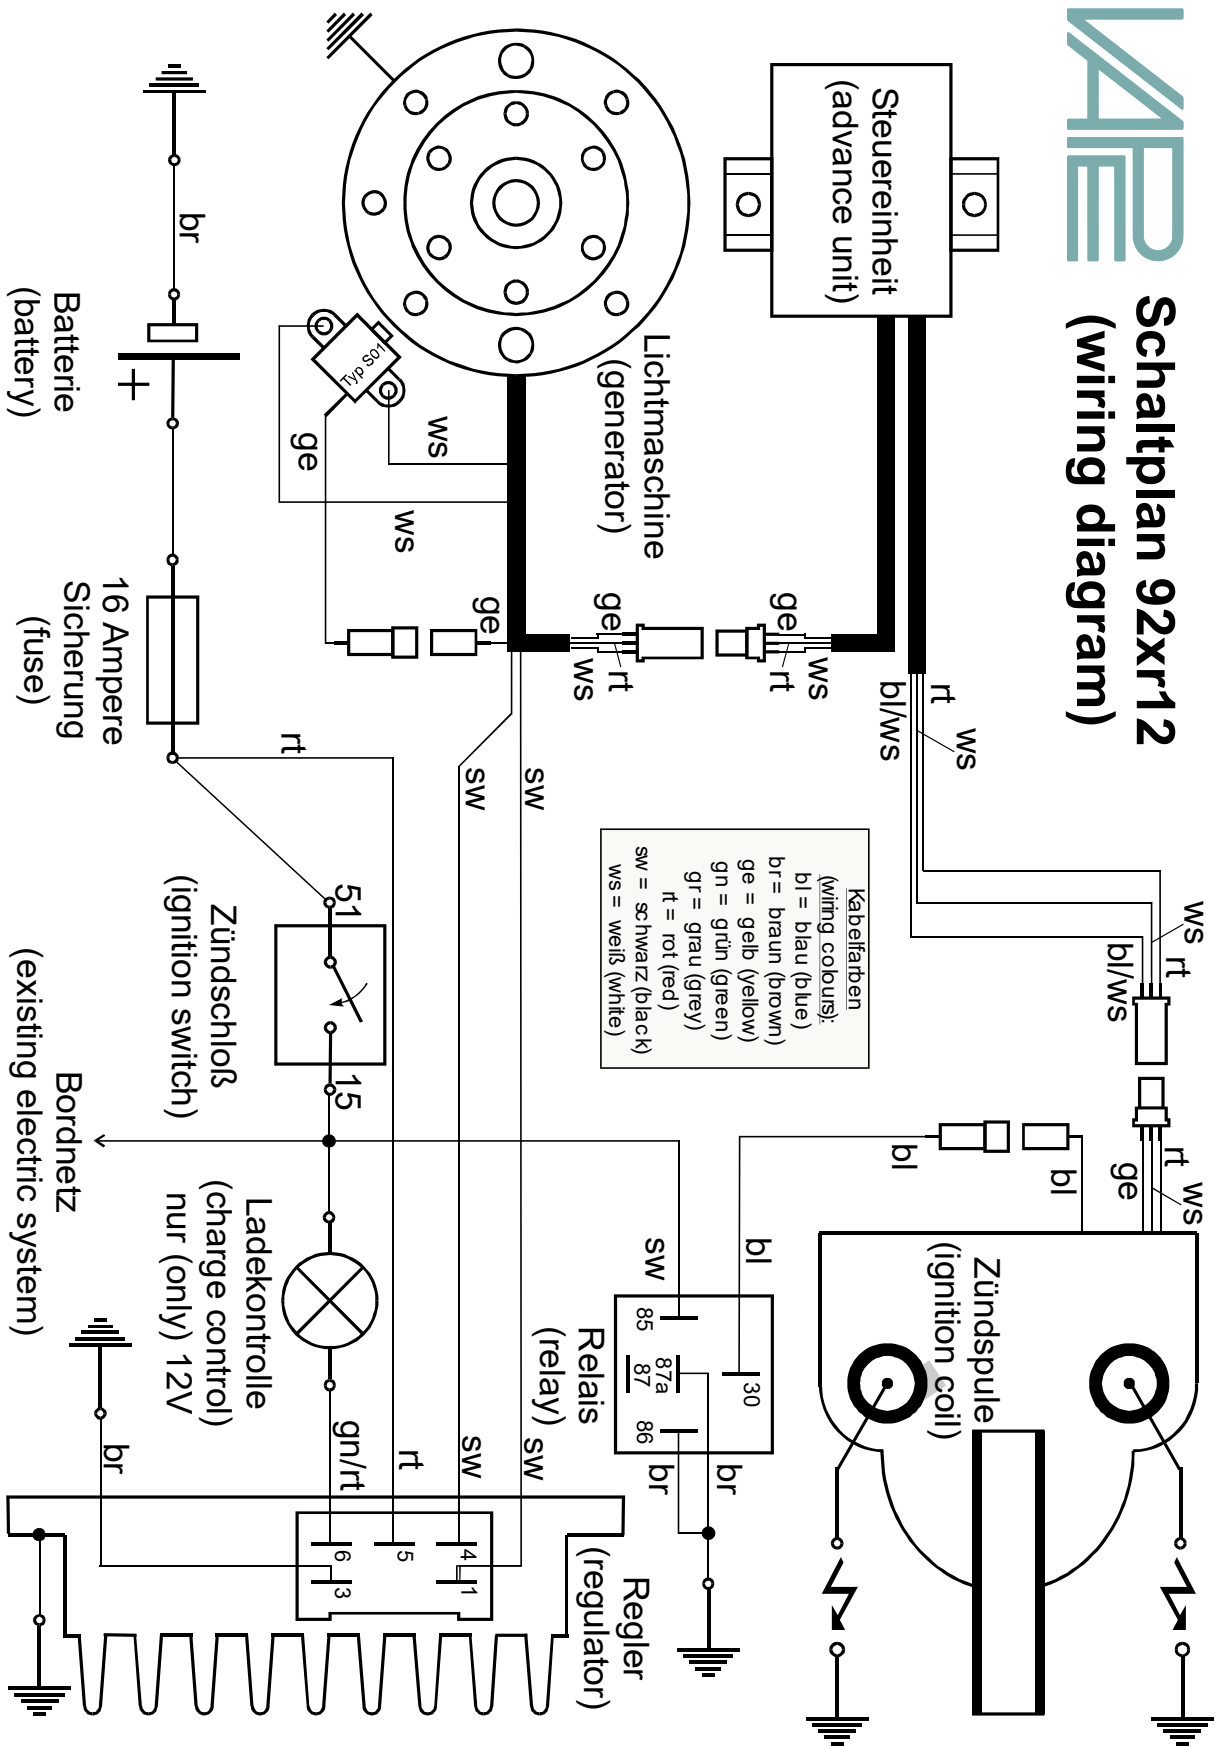 VAPE
Schaltplan 92xr12
(wiring diagram)
Steuereinheit
(advance unit)
rt
ws
bl/ws
ws
rt
bl/ws
rt
ws
ge
bl
bl
bl
Zündspule
(ignition coil)
Lichtmaschine
(generator)
Typ S01
ws
ws
ge
ge
ge
rt
ws
ge
rt
ws
sw
sw
Kabelfarben
(wiring colours):
bl = blau (blue)
br = braun (brown)
ge = gelb (yellow)
gn = grün (green)
gr = grau (grey)
rt = rot (red)
sw = schwarz (black)
ws = weiß (white)
sw
85
87a
87
30
86
Relais
(relay)
br
br
br
Batterie
(battery)
+
16 Ampere
Sicherung
(fuse)
rt
51
15
Zündschloß
(ignition switch)
Bordnetz
(existing electric system)
Ladekontrolle
(charge control)
nur (only) 12V
br
gn/rt
rt
sw
sw
6
5
4
3
1
Regler
(regulator)